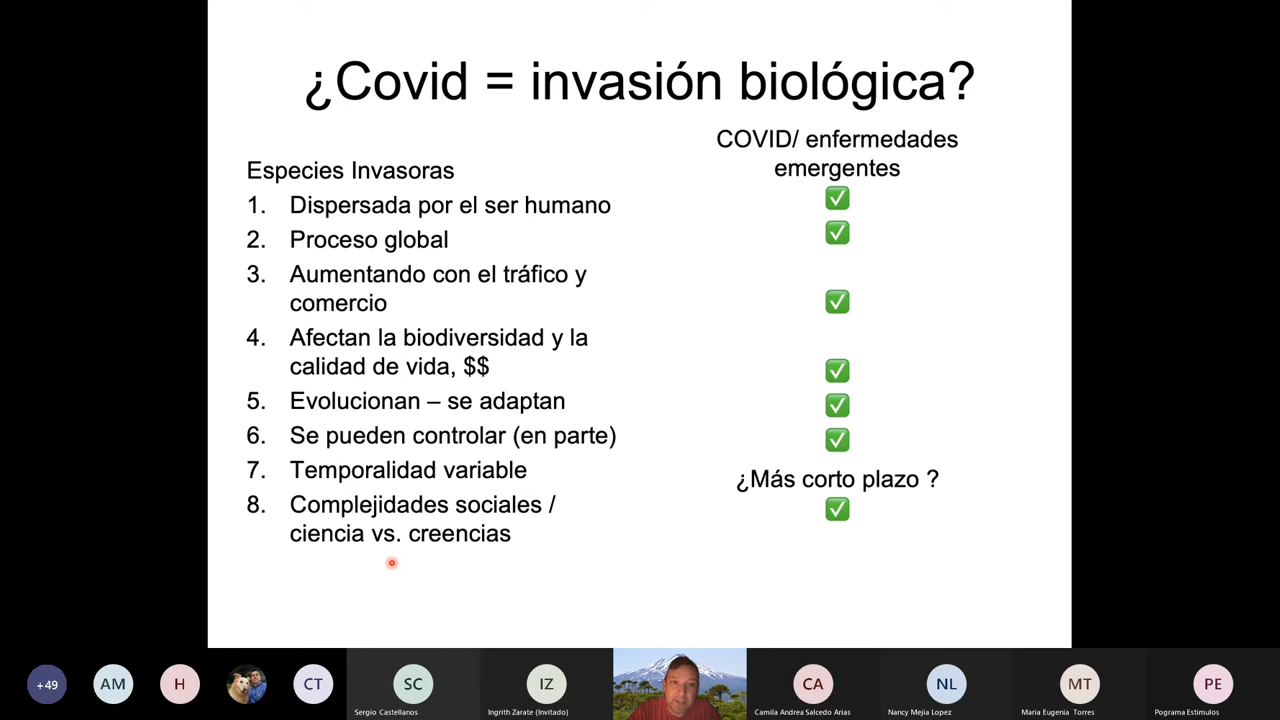 ¿Covid = invasión biológica?
Especies Invasoras
1. Dispersada por el ser humano
2. Proceso global
3. Aumentando con el tráfico y
comercio
4. Afectan la biodiversidad y la
calidad de vida, $$
5. Evolucionan – se adaptan
6. Se pueden controlar (en parte)
7. Temporalidad variable
8. Complejidades sociales /
ciencia vs. creencias
COVID/ enfermedades
emergentes
¿Más corto plazo ?
+49
AM
H
CT
SC
Sergio Castellanos
IZ
Ingrith Zarate (Invitado)
CA
Camila Andrea Salcedo Arias
NL
Nancy Mejia Lopez
MT
Maria Eugenia Torres
PE
Pograma Estimulos